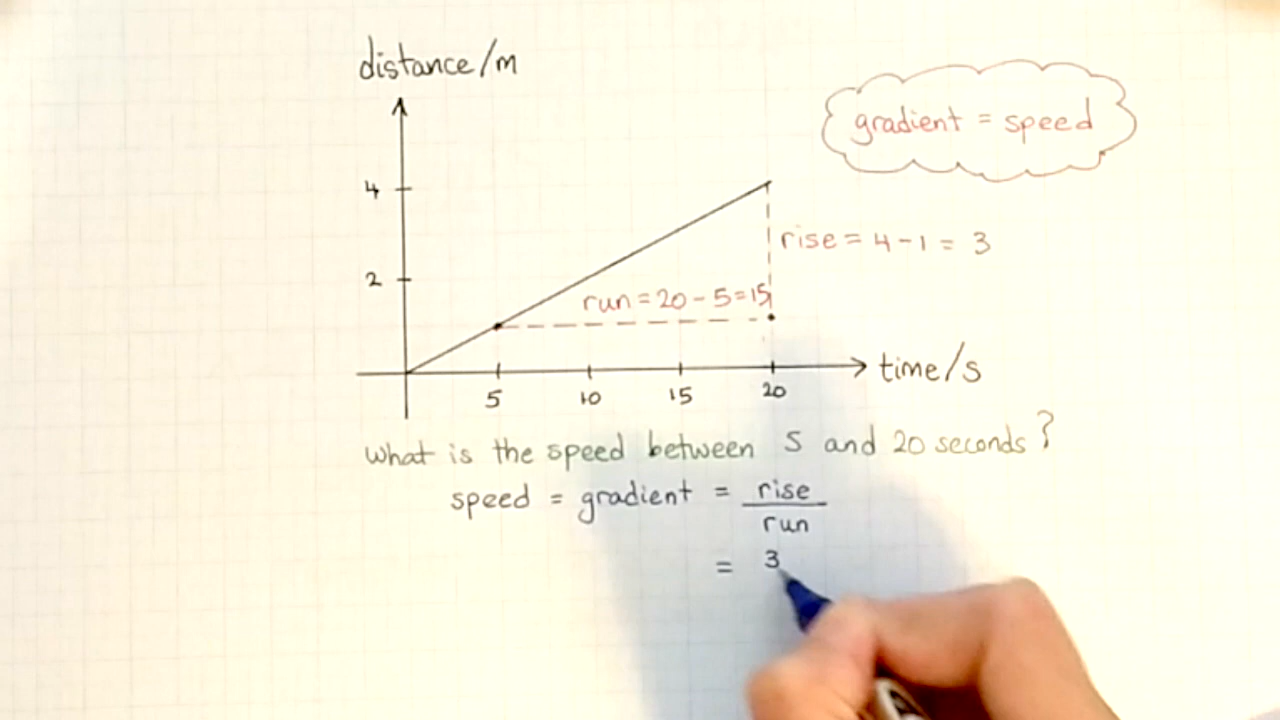 distance/m
gradient = speed
4
rise = 4 - 1 = 3
2
run = 20 - 5 = 15
time/s
5 10 15 20
what is the speed between 5 and 20 seconds?
speed = gradient = rise
run
= 3